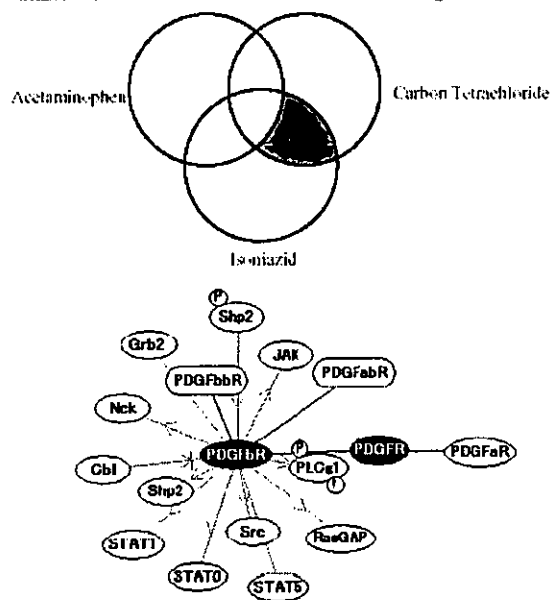 Acetaminophen
Carbon Tetrachloride
Isoniazid
P
Shp2
Grb2
JAK
PDGFbbR
PDGFabR
Nck
PDGFbR
P
PDGFR
PDGFaR
Cbl
PLCg1
Shp2
P
STAT1
Src
RasGAP
STAT6
STAT5